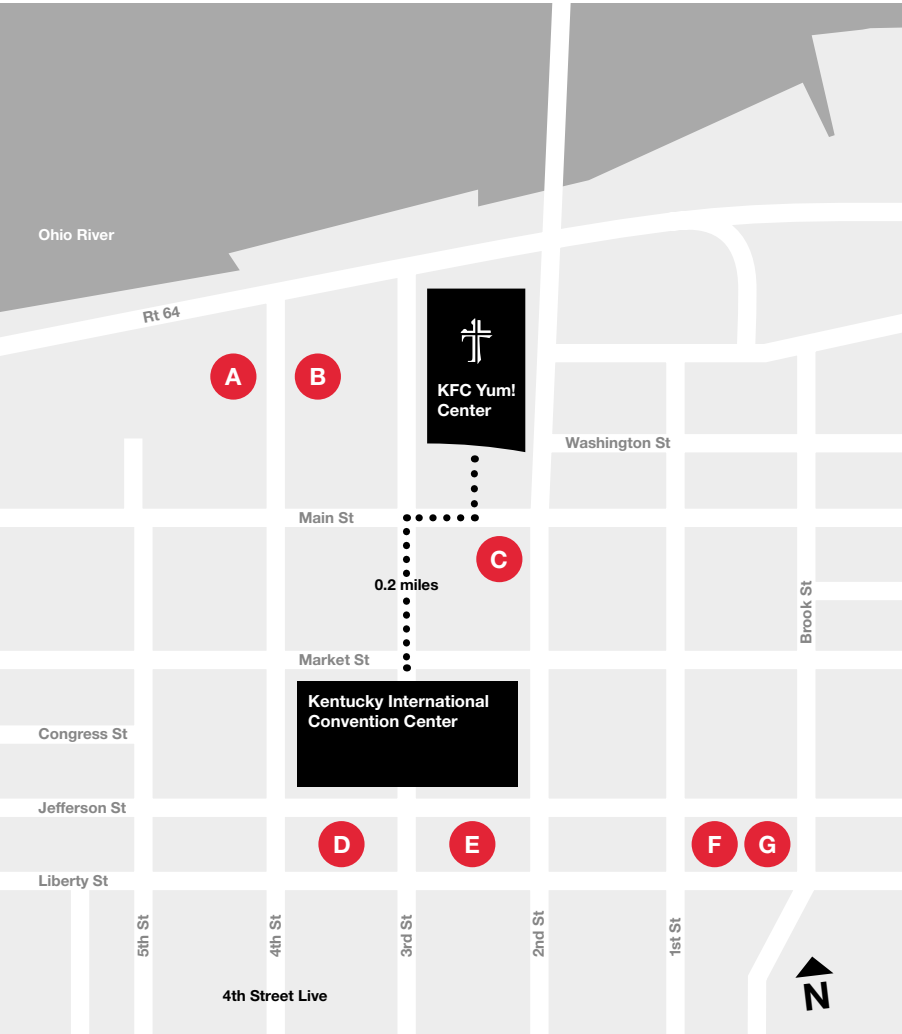 Ohio River
Rt 64
A
B
KFC Yum!
Center
Washington St
Main St
C
0.2 miles
Brook St
Market St
Kentucky International
Convention Center
Congress St
Jefferson St
D
E
F
G
Liberty St
5th St
4th St
3rd St
2nd St
1st St
4th Street Live
N